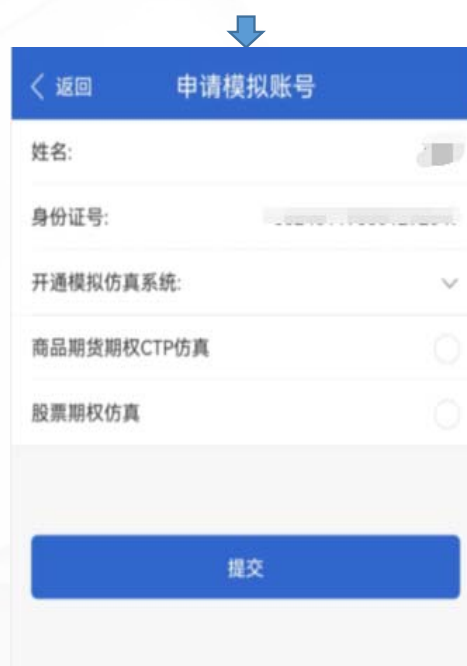 返回
申请模拟账号
姓名:
身份证号:
开通模拟仿真系统:
商品期货期权CTP仿真
股票期权仿真
提交